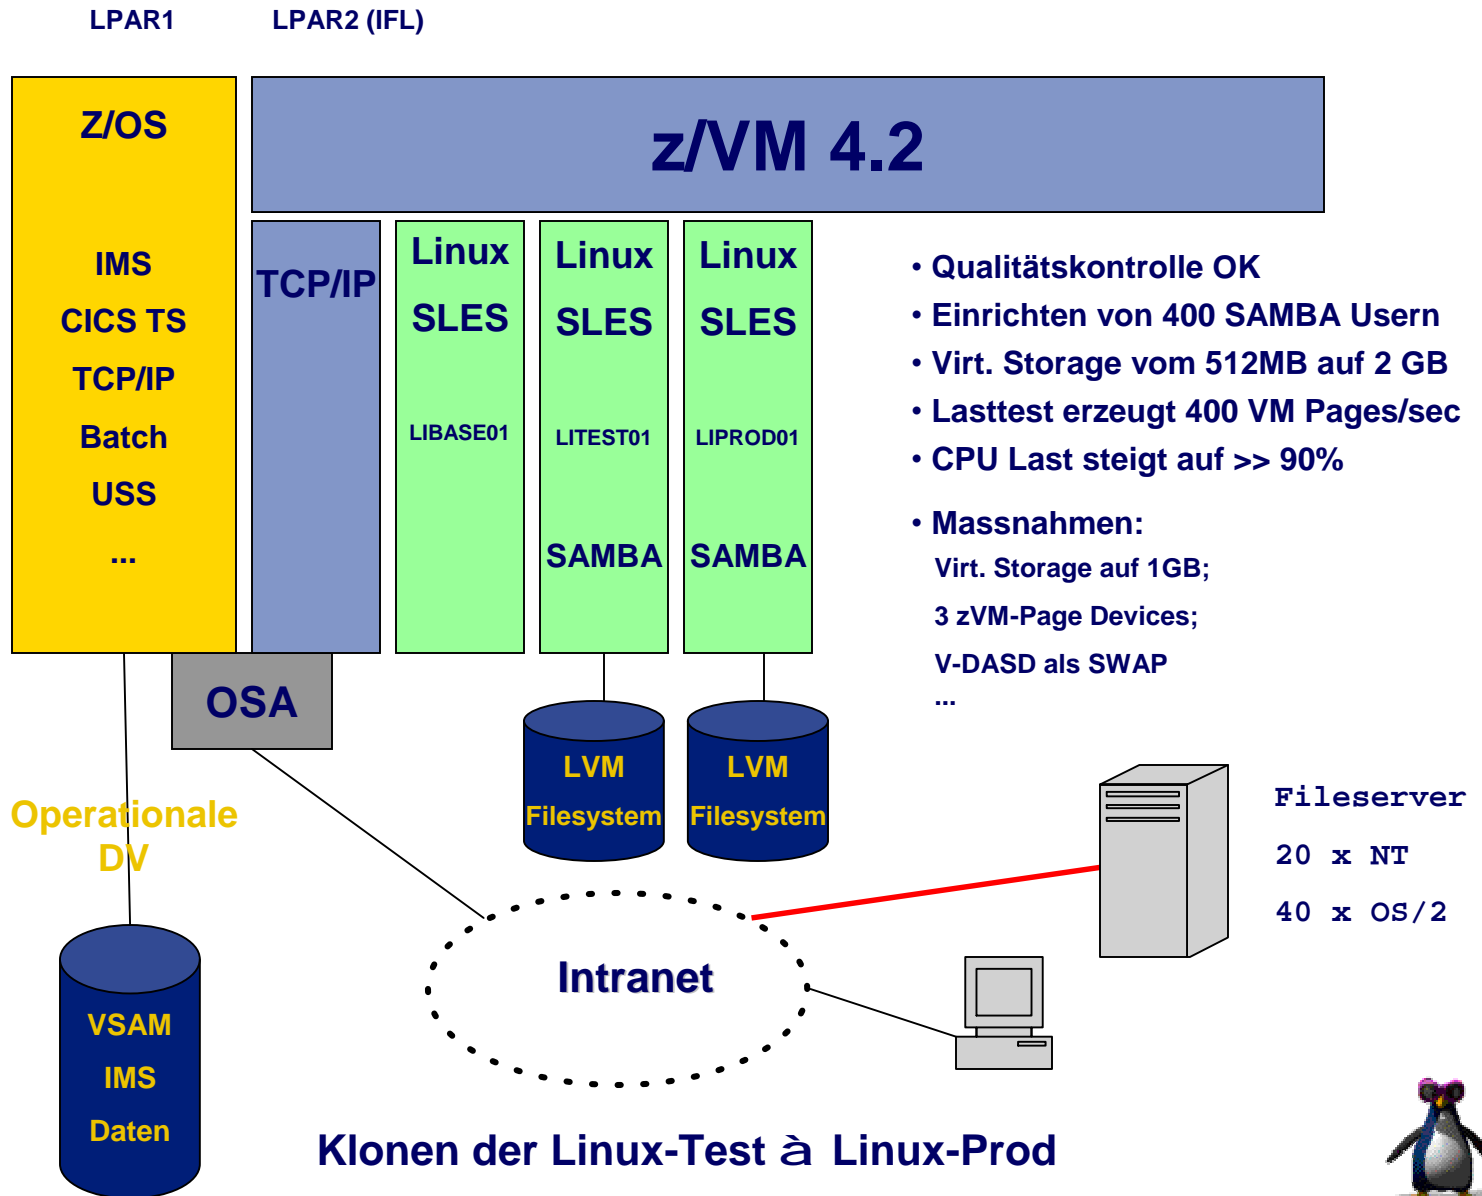 LPAR1
LPAR2 (IFL)
Z/OS
IMS
CICS TS
TCP/IP
Batch
USS
...
z/VM 4.2
TCP/IP
Linux
SLES
LIBASE01
Linux
SLES
LITEST01
SAMBA
Linux
SLES
LIPROD01
SAMBA
• Qualitätskontrolle OK
• Einrichten von 400 SAMBA Usern
• Virt. Storage vom 512MB auf 2 GB
• Lasttest erzeugt 400 VM Pages/sec
• CPU Last steigt auf >> 90%
• Massnahmen:
Virt. Storage auf 1GB;
3 zVM-Page Devices;
V-DASD als SWAP
...
OSA
LVM
Filesystem
LVM
Filesystem
Operationale
DV
Fileserver
20 x NT
40 x OS/2
Intranet
VSAM
IMS
Daten
Klonen der Linux-Test à Linux-Prod